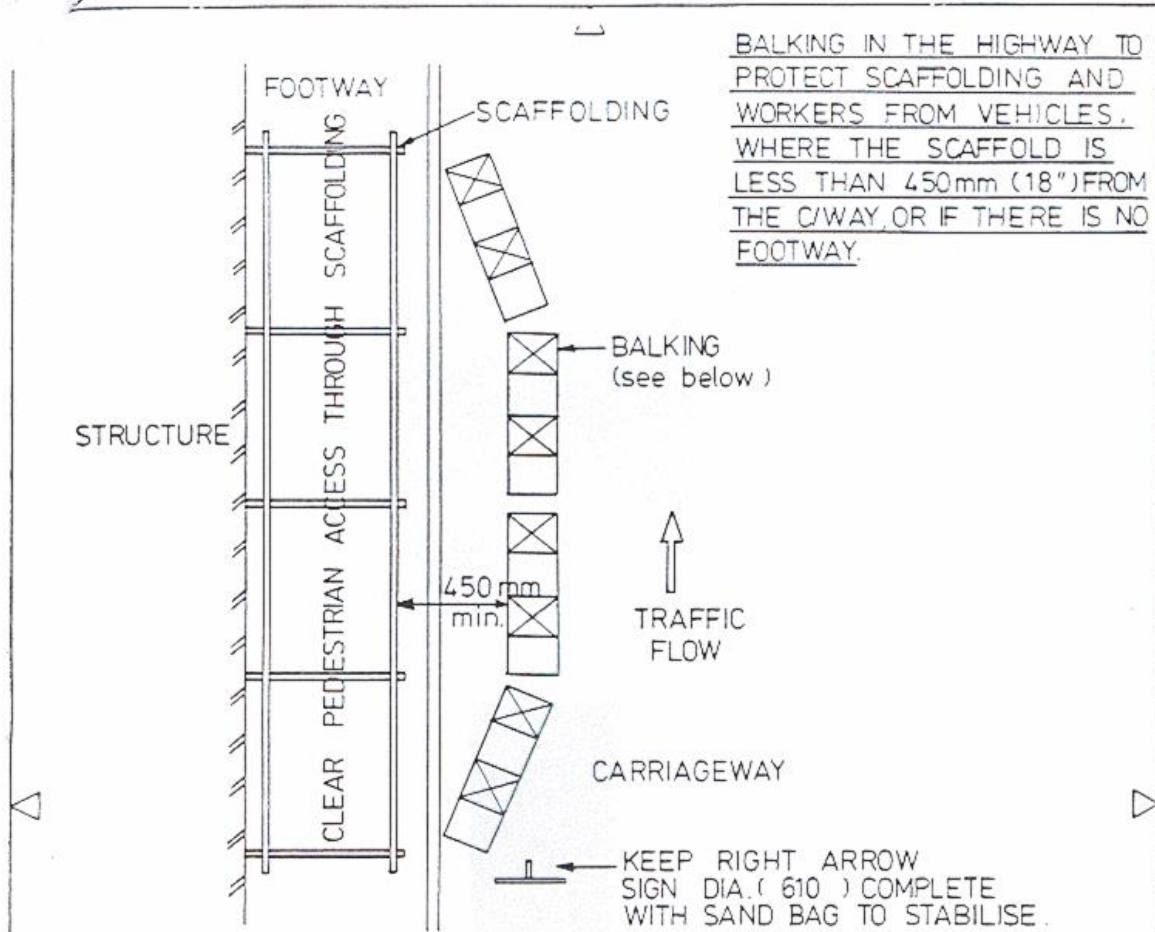 BALKING IN THE HIGHWAY TO
PROTECT SCAFFOLDING AND
WORKERS FROM VEHICLES,
WHERE THE SCAFFOLD IS
LESS THAN 450mm (18") FROM
THE C/WAY, OR IF THERE IS NO
FOOTWAY.
FOOTWAY
SCAFFOLDING
CLEAR PEDESTRIAN ACCESS THROUGH SCAFFOLDING
BALKING
(see below)
STRUCTURE
450mm
min.
TRAFFIC
FLOW
CARRIAGEWAY
KEEP RIGHT ARROW
SIGN DIA. ( 610 ) COMPLETE
WITH SAND BAG TO STABILISE.